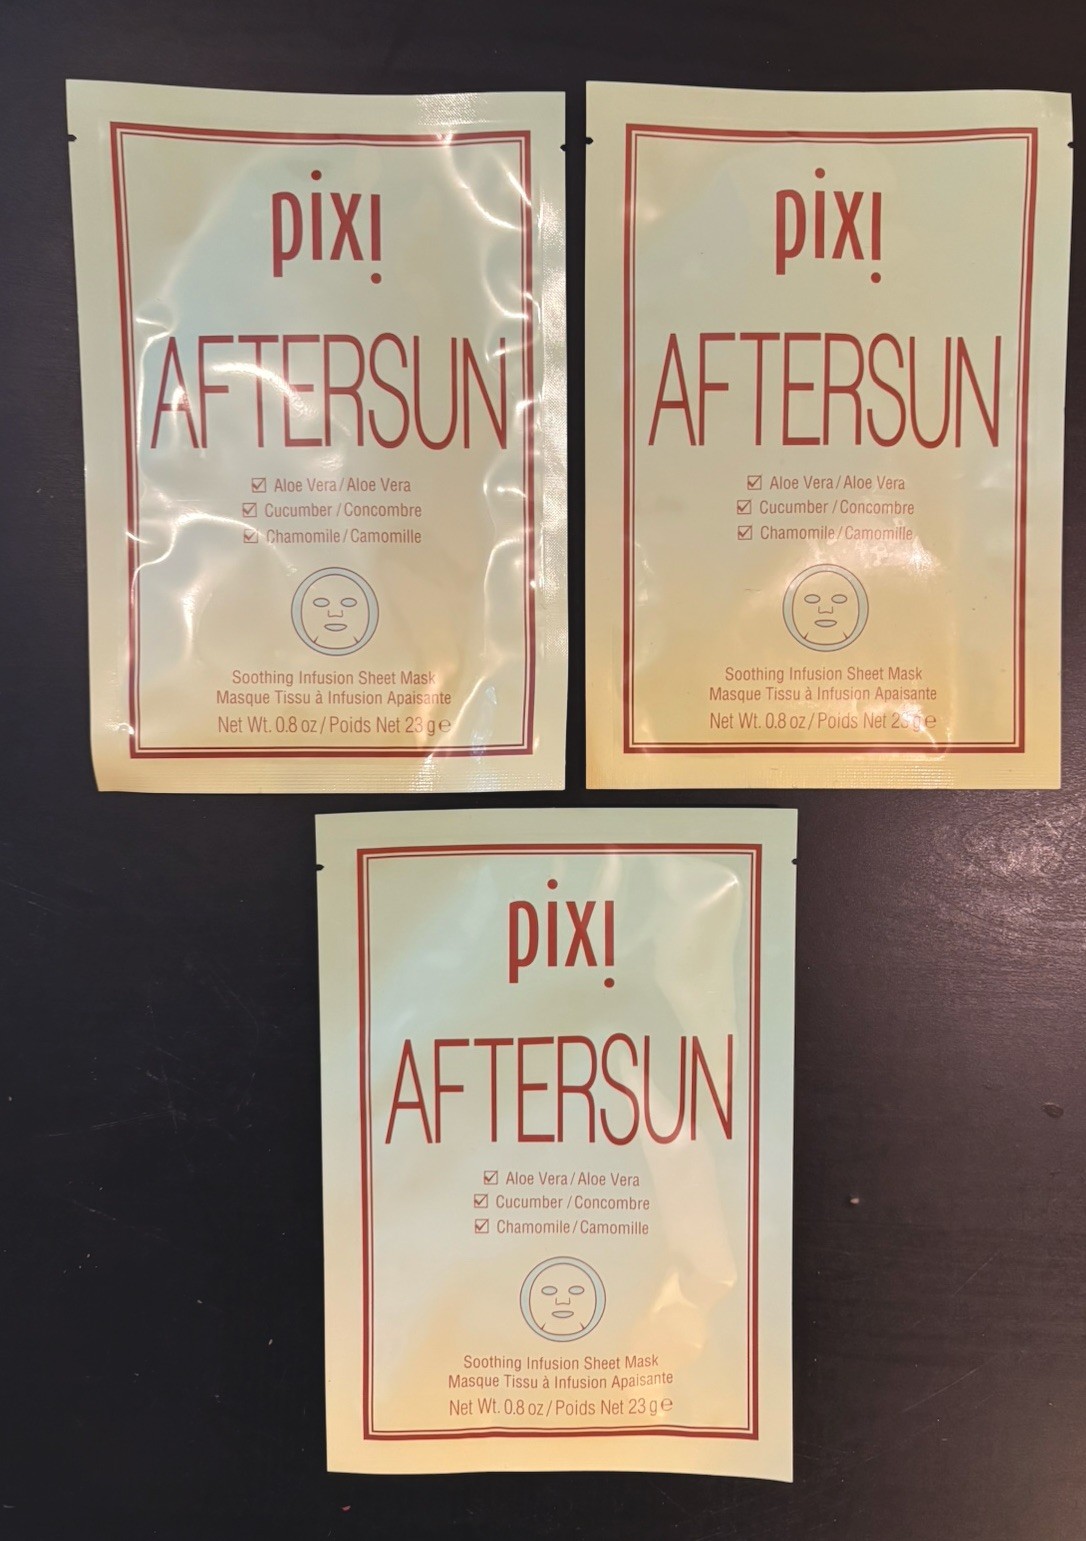 pixi
AFTERSUN
☑ Aloe Vera / Aloe Vera
☑ Cucumber / Concombre
☑ Chamomile / Camomille
Soothing Infusion Sheet Mask
Masque Tissu à Infusion Apaisante
Net Wt. 0.8 oz / Poids Net 23 g ℮
pixi
AFTERSUN
☑ Aloe Vera / Aloe Vera
☑ Cucumber / Concombre
☑ Chamomile / Camomille
Soothing Infusion Sheet Mask
Masque Tissu à Infusion Apaisante
Net Wt. 0.8 oz / Poids Net 23 g ℮
pixi
AFTERSUN
☑ Aloe Vera / Aloe Vera
☑ Cucumber / Concombre
☑ Chamomile / Camomille
Soothing Infusion Sheet Mask
Masque Tissu à Infusion Apaisante
Net Wt. 0.8 oz / Poids Net 23 g ℮